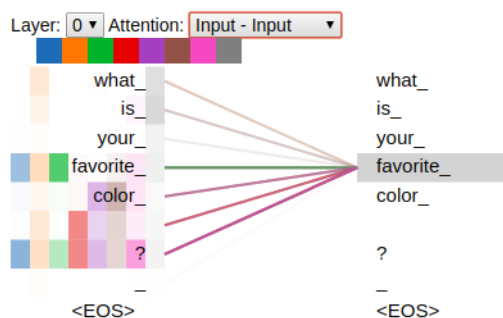 Layer: 0 Attention: Input - Input
what_ what_
is_ is_
your_ your_
favorite_ favorite_
color_ color_
? ?
_ _
<EOS> <EOS>